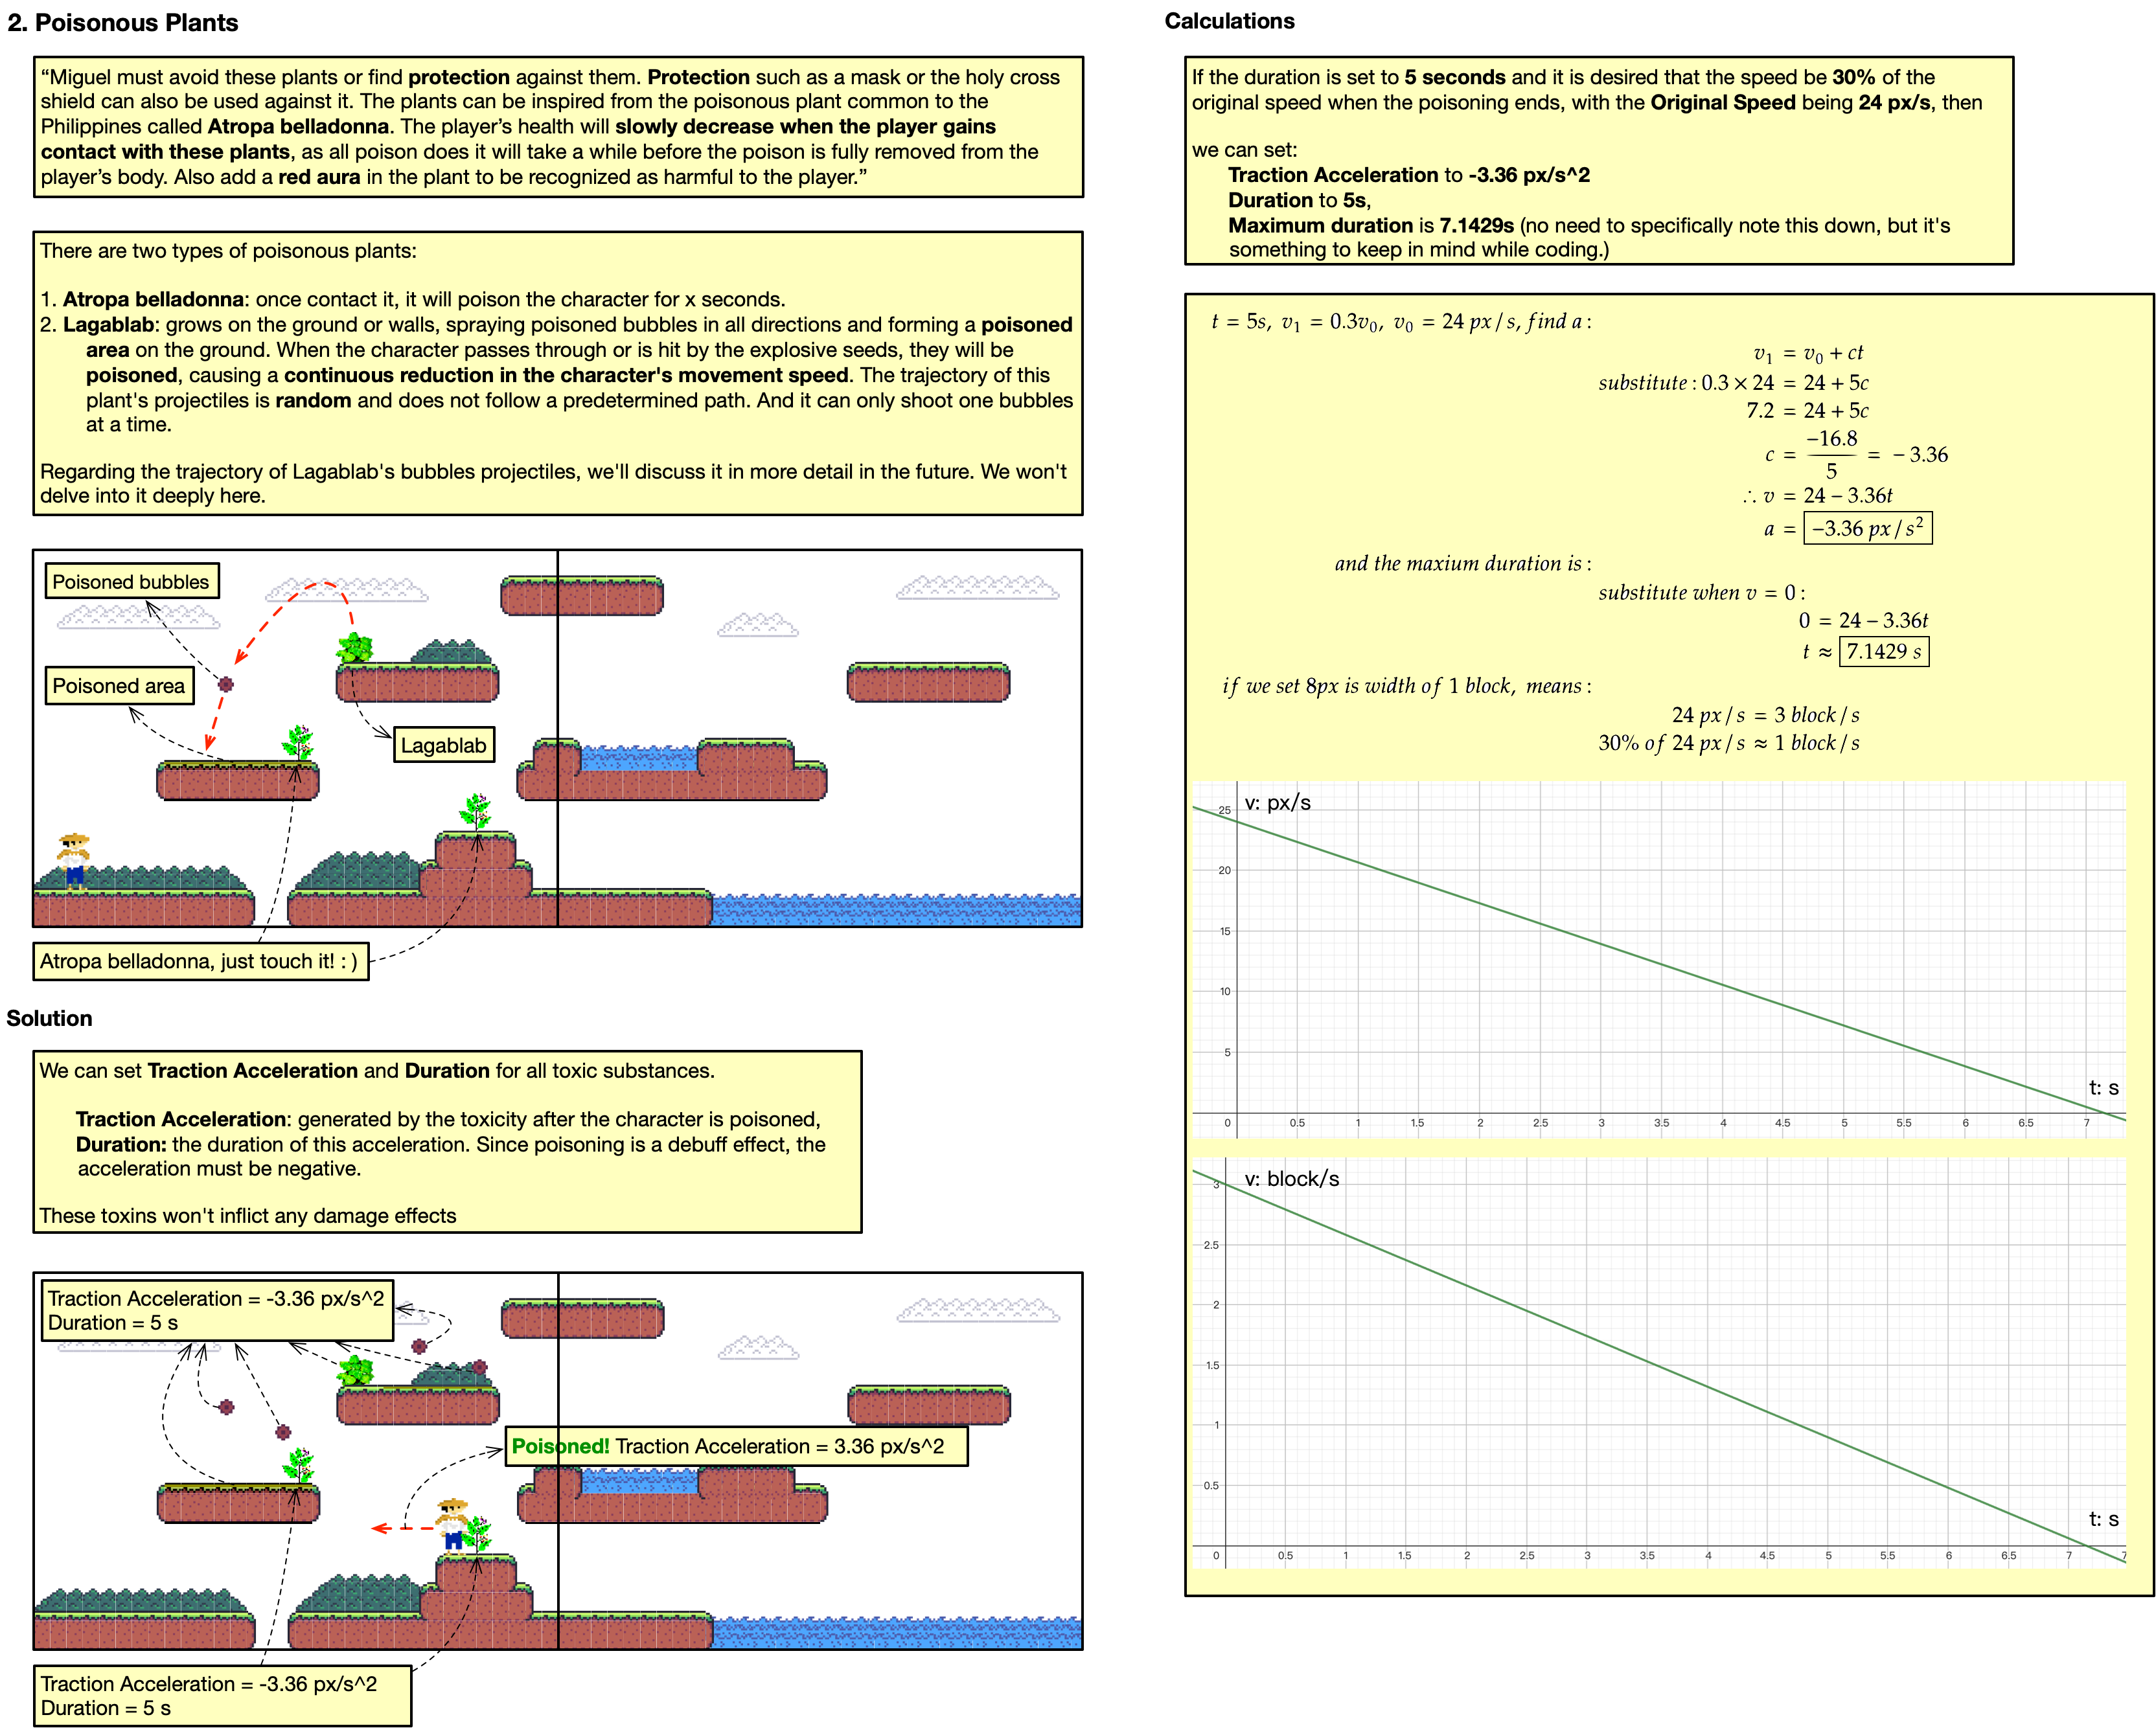 2. Poisonous Plants
“Miguel must avoid these plants or find protection against them. Protection such as a mask or the holy cross
shield can also be used against it. The plants can be inspired from the poisonous plant common to the
Philippines called Atropa belladonna. The player’s health will slowly decrease when the player gains
contact with these plants, as all poison does it will take a while before the poison is fully removed from the
player’s body. Also add a red aura in the plant to be recognized as harmful to the player.”
There are two types of poisonous plants:
1. Atropa belladonna: once contact it, it will poison the character for x seconds.
2. Lagablab: grows on the ground or walls, spraying poisoned bubbles in all directions and forming a poisoned
area on the ground. When the character passes through or is hit by the explosive seeds, they will be
poisoned, causing a continuous reduction in the character's movement speed. The trajectory of this
plant's projectiles is random and does not follow a predetermined path. And it can only shoot one bubbles
at a time.
Regarding the trajectory of Lagablab's bubbles projectiles, we'll discuss it in more detail in the future. We won't
delve into it deeply here.
Poisoned bubbles
Poisoned area
Lagablab
Atropa belladonna, just touch it! : )
Solution
We can set Traction Acceleration and Duration for all toxic substances.
Traction Acceleration: generated by the toxicity after the character is poisoned,
Duration: the duration of this acceleration. Since poisoning is a debuff effect, the
acceleration must be negative.
These toxins won't inflict any damage effects
Traction Acceleration = -3.36 px/s^2
Duration = 5 s
Poisoned! Traction Acceleration = 3.36 px/s^2
Traction Acceleration = -3.36 px/s^2
Duration = 5 s
Calculations
If the duration is set to 5 seconds and it is desired that the speed be 30% of the
original speed when the poisoning ends, with the Original Speed being 24 px/s, then
we can set:
Traction Acceleration to -3.36 px/s^2
Duration to 5s,
Maximum duration is 7.1429s (no need to specifically note this down, but it's
something to keep in mind while coding.)
t = 5s, v₁ = 0.3v₀, v₀ = 24 px/s, find a :
v₁ = v₀ + ct
substitute : 0.3 × 24 = 24 + 5c
7.2 = 24 + 5c
c = −16.8/5 = − 3.36
∴ v = 24 − 3.36t
a = −3.36 px/s²
and the maxium duration is :
substitute when v = 0 :
0 = 24 − 3.36t
t ≈ 7.1429 s
if we set 8px is width of 1 block, means :
24 px/s = 3 block/s
30% of 24 px/s ≈ 1 block/s
v: px/s
25
20
15
10
5
t: s
0 0.5 1 1.5 2 2.5 3 3.5 4 4.5 5 5.5 6 6.5 7
v: block/s
3
2.5
2
1.5
1
0.5
t: s
0 0.5 1 1.5 2 2.5 3 3.5 4 4.5 5 5.5 6 6.5 7